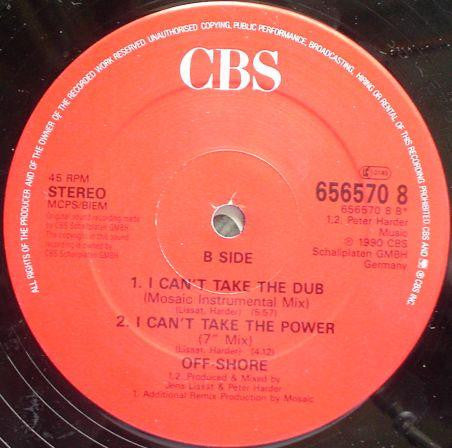 ALL RIGHTS OF THE PRODUCER AND OF THE OWNER OF THE RECORDED WORK RESERVED. UNAUTHORISED COPYING, PUBLIC PERFORMANCE, BROADCASTING, HIRING OR RENTAL OF THIS RECORD PROHIBITED. CBS AND ARE ® CBS INC.
CBS
45 RPM
STEREO
MCPS/BIEM
Original sound recording made
by CBS Schallplatten GMBH
The copyright in this sound
recording is owned by
CBS Schallplatten GMBH
LC 0149
656570 8
656570 8 B*
1,2. Peter Harder
Music
℗ 1990 CBS
Schallplatten GMBH
Germany
B SIDE
1. I CAN'T TAKE THE DUB
(Mosaic Instrumental Mix)
(Lissat, Harder) (5:57)
2. I CAN'T TAKE THE POWER
(7" Mix)
(Lissat, Harder) (4.12)
OFF-SHORE
1,2. Produced & Mixed by
Jens Lissat & Peter Harder
1. Additional Remix Production by Mosaic